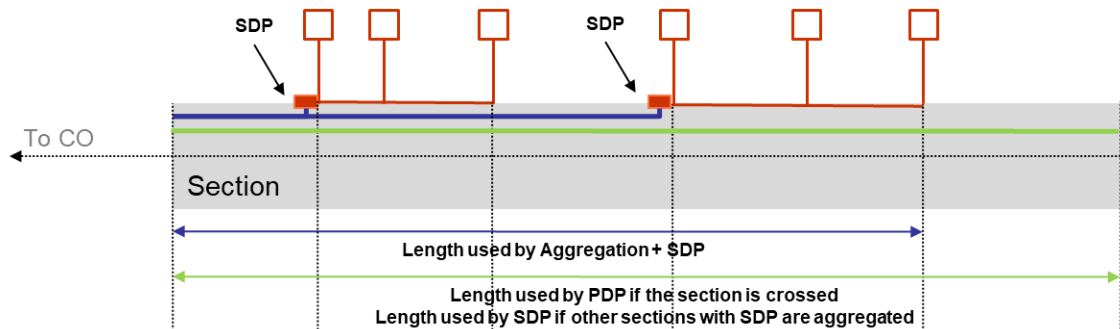 SDP
SDP
To CO
Section
Length used by Aggregation + SDP
Length used by PDP if the section is crossed
Length used by SDP if other sections with SDP are aggregated